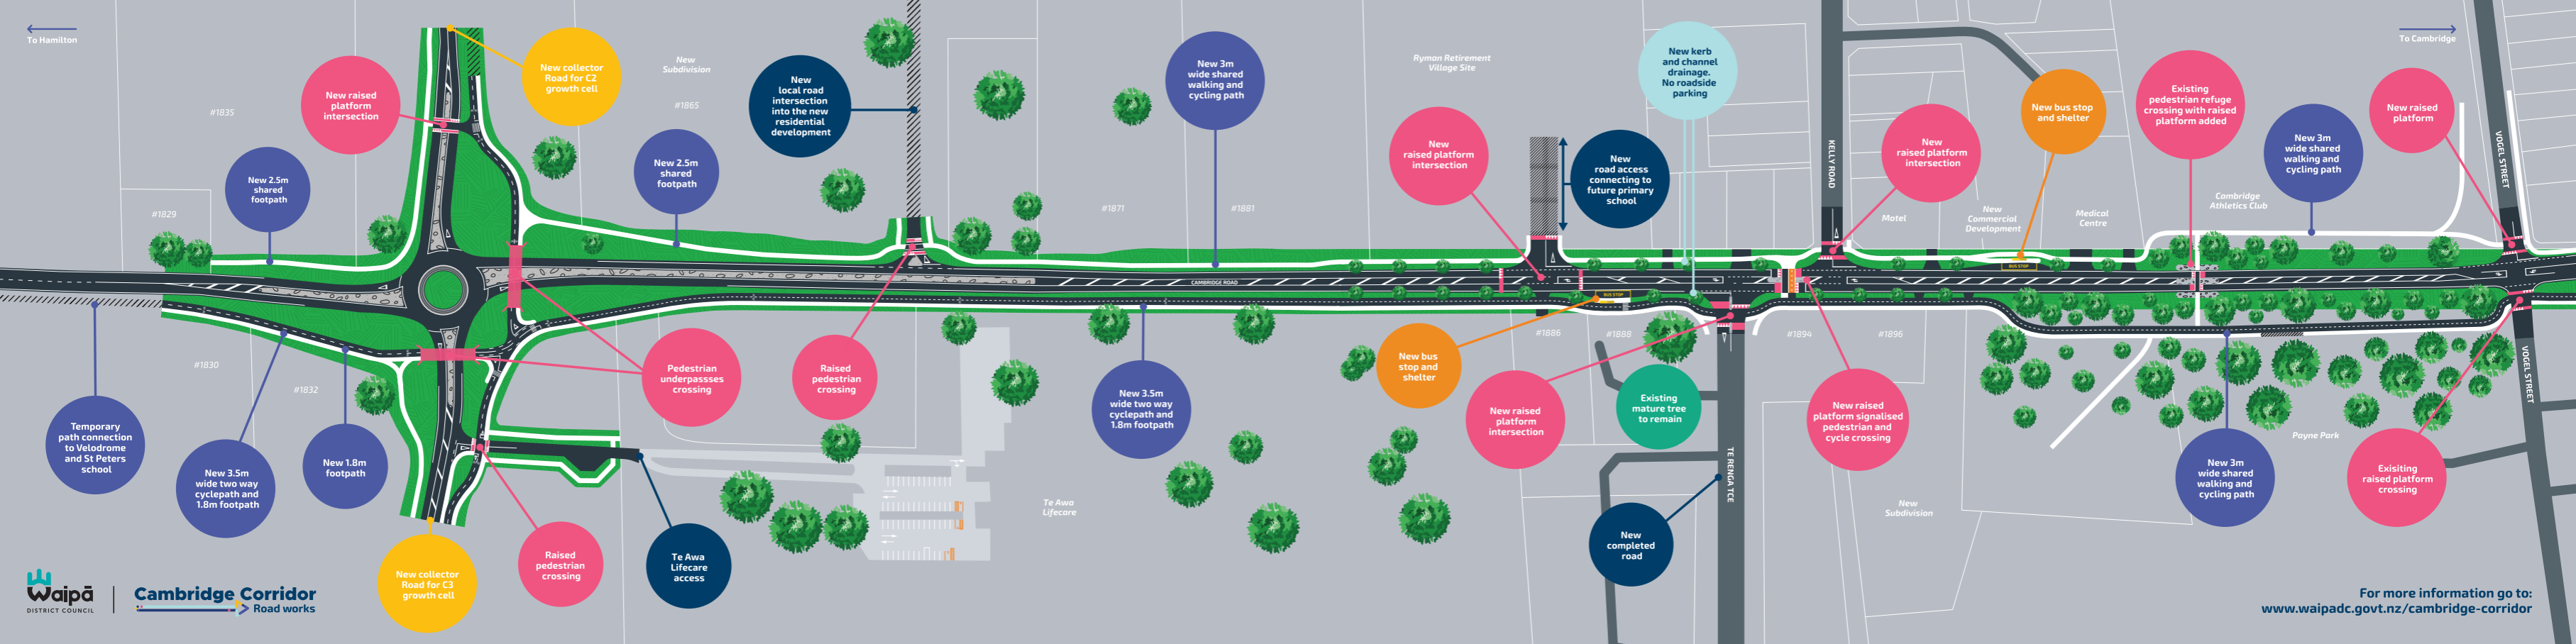 To Hamilton
To Cambridge
New raised
platform
intersection
New collector
Road for C2
growth cell
New
Subdivision
#1835
#1865
New
local road
intersection
into the new
residential
development
New 3m
wide shared
walking and
cycling path
Ryman Retirement
Village Site
New kerb
and channel
drainage.
No roadside
parking
New bus stop
and shelter
Existing
pedestrian refuge
crossing with raised
platform added
New 3m
wide shared
walking and
cycling path
New raised
platform
VOGEL STREET
New 2.5m
shared
footpath
#1829
New 2.5m
shared
footpath
#1871
#1881
New
raised platform
intersection
New
road access
connecting to
future primary
school
KELLY ROAD
New
raised platform
intersection
Motel
New
Commercial
Development
Medical
Centre
Cambridge
Athletics Club
BUS STOP
CAMBRIDGE ROAD
BUS STOP
#1830
#1832
#1886
#1888
#1894
#1896
VOGEL STREET
Temporary
path connection
to Velodrome
and St Peters
school
New 3.5m
wide two way
cyclepath and
1.8m footpath
New 1.8m
footpath
Pedestrian
underpassses
crossing
Raised
pedestrian
crossing
New 3.5m
wide two way
cyclepath and
1.8m footpath
New bus
stop and
shelter
New raised
platform
intersection
Existing
mature tree
to remain
New raised
platform signalised
pedestrian and
cycle crossing
Payne Park
New 3m
wide shared
walking and
cycling path
Exisiting
raised platform
crossing
TE RENGA TCE
Te Awa
Lifecare
New
Subdivision
New collector
Road for C3
growth cell
Raised
pedestrian
crossing
Te Awa
Lifecare
access
New
completed
road
Waipā
DISTRICT COUNCIL
Cambridge Corridor
Road works
For more information go to:
www.waipadc.govt.nz/cambridge-corridor